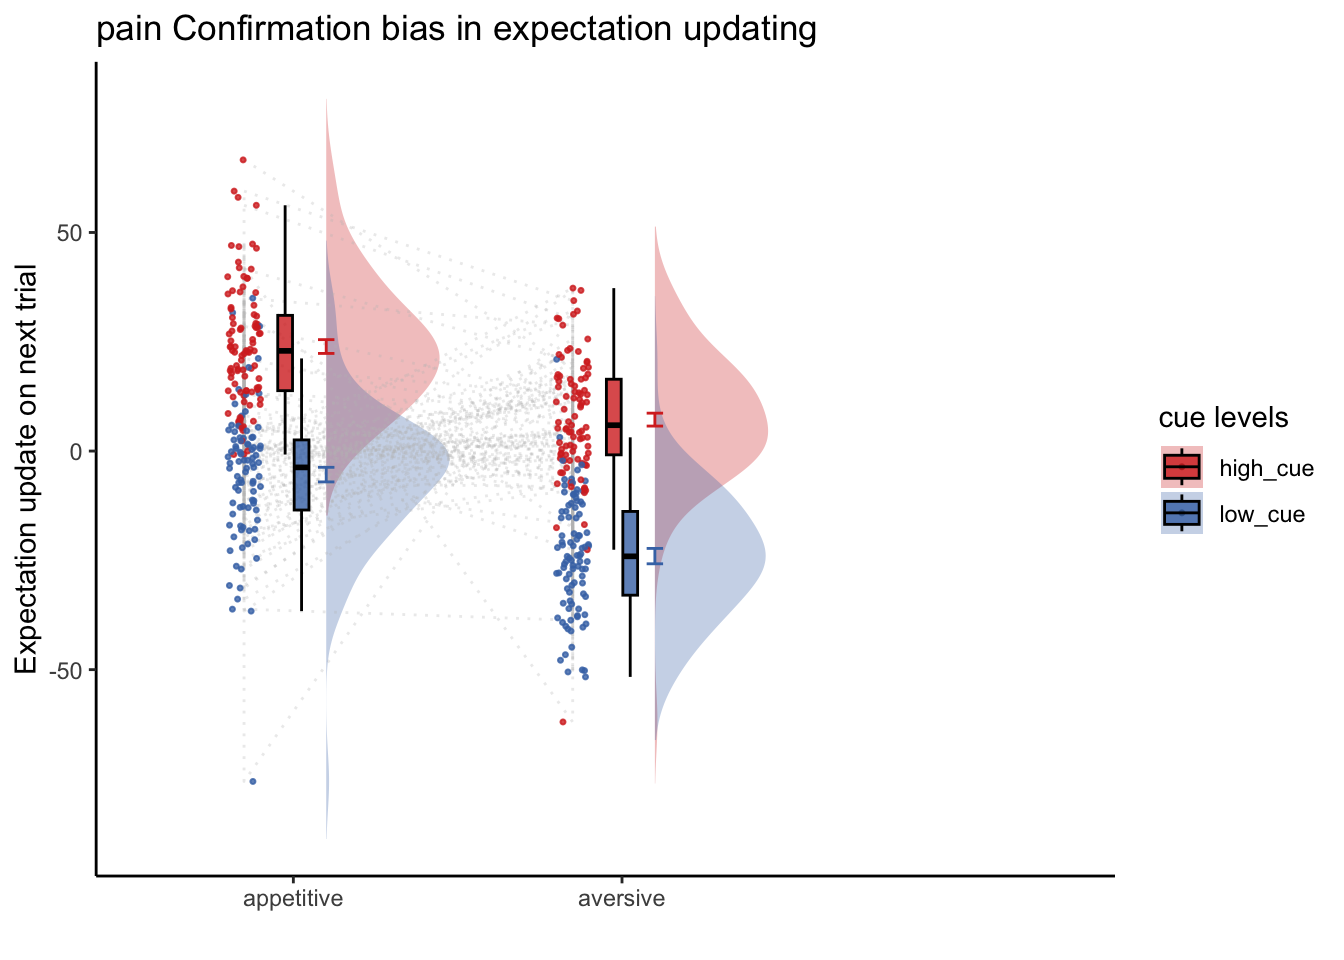 pain Confirmation bias in expectation updating
Expectation update on next trial
50
0
-50
appetitive
aversive
cue levels
high_cue
low_cue